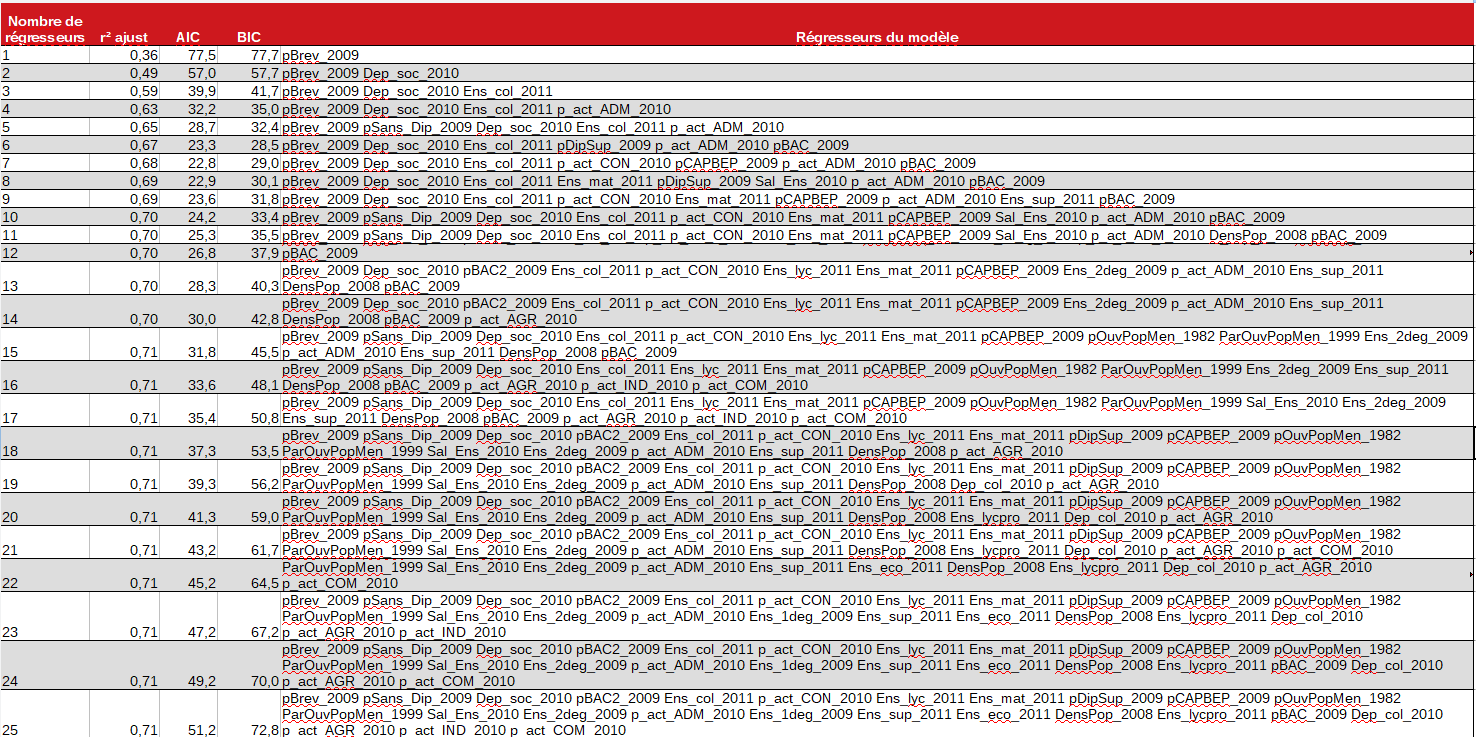 Nombre de
régresseurs r² ajust AIC BIC Régresseurs du modèle
1 0,36 77,5 77,7 pBrev_2009
2 0,49 57,0 57,7 pBrev_2009 Dep_soc_2010
3 0,59 39,9 41,7 pBrev_2009 Dep_soc_2010 Ens_col_2011
4 0,63 32,2 35,0 pBrev_2009 Dep_soc_2010 Ens_col_2011 p_act_ADM_2010
5 0,65 28,7 32,4 pBrev_2009 pSans_Dip_2009 Dep_soc_2010 Ens_col_2011 p_act_ADM_2010
6 0,67 23,3 28,5 pBrev_2009 Dep_soc_2010 Ens_col_2011 pDipSup_2009 p_act_ADM_2010 pBAC_2009
7 0,68 22,8 29,0 pBrev_2009 Dep_soc_2010 Ens_col_2011 p_act_CON_2010 pCAPBEP_2009 p_act_ADM_2010 pBAC_2009
8 0,69 22,9 30,1 pBrev_2009 Dep_soc_2010 Ens_col_2011 Ens_mat_2011 pDipSup_2009 Sal_Ens_2010 p_act_ADM_2010 pBAC_2009
9 0,69 23,6 31,8 pBrev_2009 Dep_soc_2010 Ens_col_2011 p_act_CON_2010 Ens_mat_2011 pCAPBEP_2009 p_act_ADM_2010 Ens_sup_2011 pBAC_2009
10 0,70 24,2 33,4 pBrev_2009 pSans_Dip_2009 Dep_soc_2010 Ens_col_2011 p_act_CON_2010 Ens_mat_2011 pCAPBEP_2009 Sal_Ens_2010 p_act_ADM_2010 pBAC_2009
11 0,70 25,3 35,5 pBrev_2009 pSans_Dip_2009 Dep_soc_2010 Ens_col_2011 p_act_CON_2010 Ens_mat_2011 pCAPBEP_2009 Sal_Ens_2010 p_act_ADM_2010 DensPop_2008 pBAC_2009
12 0,70 26,8 37,9 pBAC_2009
pBrev_2009 Dep_soc_2010 pBAC2_2009 Ens_col_2011 p_act_CON_2010 Ens_lyc_2011 Ens_mat_2011 pCAPBEP_2009 Ens_2deg_2009 p_act_ADM_2010 Ens_sup_2011
13 0,70 28,3 40,3 DensPop_2008 pBAC_2009
pBrev_2009 Dep_soc_2010 pBAC2_2009 Ens_col_2011 p_act_CON_2010 Ens_lyc_2011 Ens_mat_2011 pCAPBEP_2009 Ens_2deg_2009 p_act_ADM_2010 Ens_sup_2011
14 0,70 30,0 42,8 DensPop_2008 pBAC_2009 p_act_AGR_2010
pBrev_2009 pSans_Dip_2009 Dep_soc_2010 Ens_col_2011 p_act_CON_2010 Ens_lyc_2011 Ens_mat_2011 pCAPBEP_2009 pOuvPopMen_1982 ParOuvPopMen_1999 Ens_2deg_2009
15 0,71 31,8 45,5 p_act_ADM_2010 Ens_sup_2011 DensPop_2008 pBAC_2009
pBrev_2009 pSans_Dip_2009 Dep_soc_2010 Ens_col_2011 Ens_lyc_2011 Ens_mat_2011 pCAPBEP_2009 pOuvPopMen_1982 ParOuvPopMen_1999 Ens_2deg_2009 Ens_sup_2011
16 0,71 33,6 48,1 DensPop_2008 pBAC_2009 p_act_AGR_2010 p_act_IND_2010 p_act_COM_2010
pBrev_2009 pSans_Dip_2009 Dep_soc_2010 Ens_col_2011 Ens_lyc_2011 Ens_mat_2011 pCAPBEP_2009 pOuvPopMen_1982 ParOuvPopMen_1999 Sal_Ens_2010 Ens_2deg_2009
17 0,71 35,4 50,8 Ens_sup_2011 DensPop_2008 pBAC_2009 p_act_AGR_2010 p_act_IND_2010 p_act_COM_2010
pBrev_2009 pSans_Dip_2009 Dep_soc_2010 pBAC2_2009 Ens_col_2011 p_act_CON_2010 Ens_lyc_2011 Ens_mat_2011 pDipSup_2009 pCAPBEP_2009 pOuvPopMen_1982
18 0,71 37,3 53,5 ParOuvPopMen_1999 Sal_Ens_2010 Ens_2deg_2009 p_act_ADM_2010 Ens_sup_2011 DensPop_2008 p_act_AGR_2010
pBrev_2009 pSans_Dip_2009 Dep_soc_2010 pBAC2_2009 Ens_col_2011 p_act_CON_2010 Ens_lyc_2011 Ens_mat_2011 pDipSup_2009 pCAPBEP_2009 pOuvPopMen_1982
19 0,71 39,3 56,2 ParOuvPopMen_1999 Sal_Ens_2010 Ens_2deg_2009 p_act_ADM_2010 Ens_sup_2011 DensPop_2008 Dep_col_2010 p_act_AGR_2010
pBrev_2009 pSans_Dip_2009 Dep_soc_2010 pBAC2_2009 Ens_col_2011 p_act_CON_2010 Ens_lyc_2011 Ens_mat_2011 pDipSup_2009 pCAPBEP_2009 pOuvPopMen_1982
20 0,71 41,3 59,0 ParOuvPopMen_1999 Sal_Ens_2010 Ens_2deg_2009 p_act_ADM_2010 Ens_sup_2011 DensPop_2008 Ens_lycpro_2011 Dep_col_2010 p_act_AGR_2010
pBrev_2009 pSans_Dip_2009 Dep_soc_2010 pBAC2_2009 Ens_col_2011 p_act_CON_2010 Ens_lyc_2011 Ens_mat_2011 pDipSup_2009 pCAPBEP_2009 pOuvPopMen_1982
21 0,71 43,2 61,7 ParOuvPopMen_1999 Sal_Ens_2010 Ens_2deg_2009 p_act_ADM_2010 Ens_sup_2011 DensPop_2008 Ens_lycpro_2011 Dep_col_2010 p_act_AGR_2010 p_act_COM_2010
ParOuvPopMen_1999 Sal_Ens_2010 Ens_2deg_2009 p_act_ADM_2010 Ens_sup_2011 Ens_eco_2011 DensPop_2008 Ens_lycpro_2011 Dep_col_2010 p_act_AGR_2010
22 0,71 45,2 64,5 p_act_COM_2010
pBrev_2009 pSans_Dip_2009 Dep_soc_2010 pBAC2_2009 Ens_col_2011 p_act_CON_2010 Ens_lyc_2011 Ens_mat_2011 pDipSup_2009 pCAPBEP_2009 pOuvPopMen_1982
ParOuvPopMen_1999 Sal_Ens_2010 Ens_2deg_2009 p_act_ADM_2010 Ens_1deg_2009 Ens_sup_2011 Ens_eco_2011 DensPop_2008 Ens_lycpro_2011 Dep_col_2010
23 0,71 47,2 67,2 p_act_AGR_2010 p_act_IND_2010
pBrev_2009 pSans_Dip_2009 Dep_soc_2010 pBAC2_2009 Ens_col_2011 p_act_CON_2010 Ens_lyc_2011 Ens_mat_2011 pDipSup_2009 pCAPBEP_2009 pOuvPopMen_1982
ParOuvPopMen_1999 Sal_Ens_2010 Ens_2deg_2009 p_act_ADM_2010 Ens_1deg_2009 Ens_sup_2011 Ens_eco_2011 DensPop_2008 Ens_lycpro_2011 pBAC_2009 Dep_col_2010
24 0,71 49,2 70,0 p_act_AGR_2010 p_act_COM_2010
pBrev_2009 pSans_Dip_2009 Dep_soc_2010 pBAC2_2009 Ens_col_2011 p_act_CON_2010 Ens_lyc_2011 Ens_mat_2011 pDipSup_2009 pCAPBEP_2009 pOuvPopMen_1982
ParOuvPopMen_1999 Sal_Ens_2010 Ens_2deg_2009 p_act_ADM_2010 Ens_1deg_2009 Ens_sup_2011 Ens_eco_2011 DensPop_2008 Ens_lycpro_2011 pBAC_2009 Dep_col_2010
25 0,71 51,2 72,8 p_act_AGR_2010 p_act_IND_2010 p_act_COM_2010